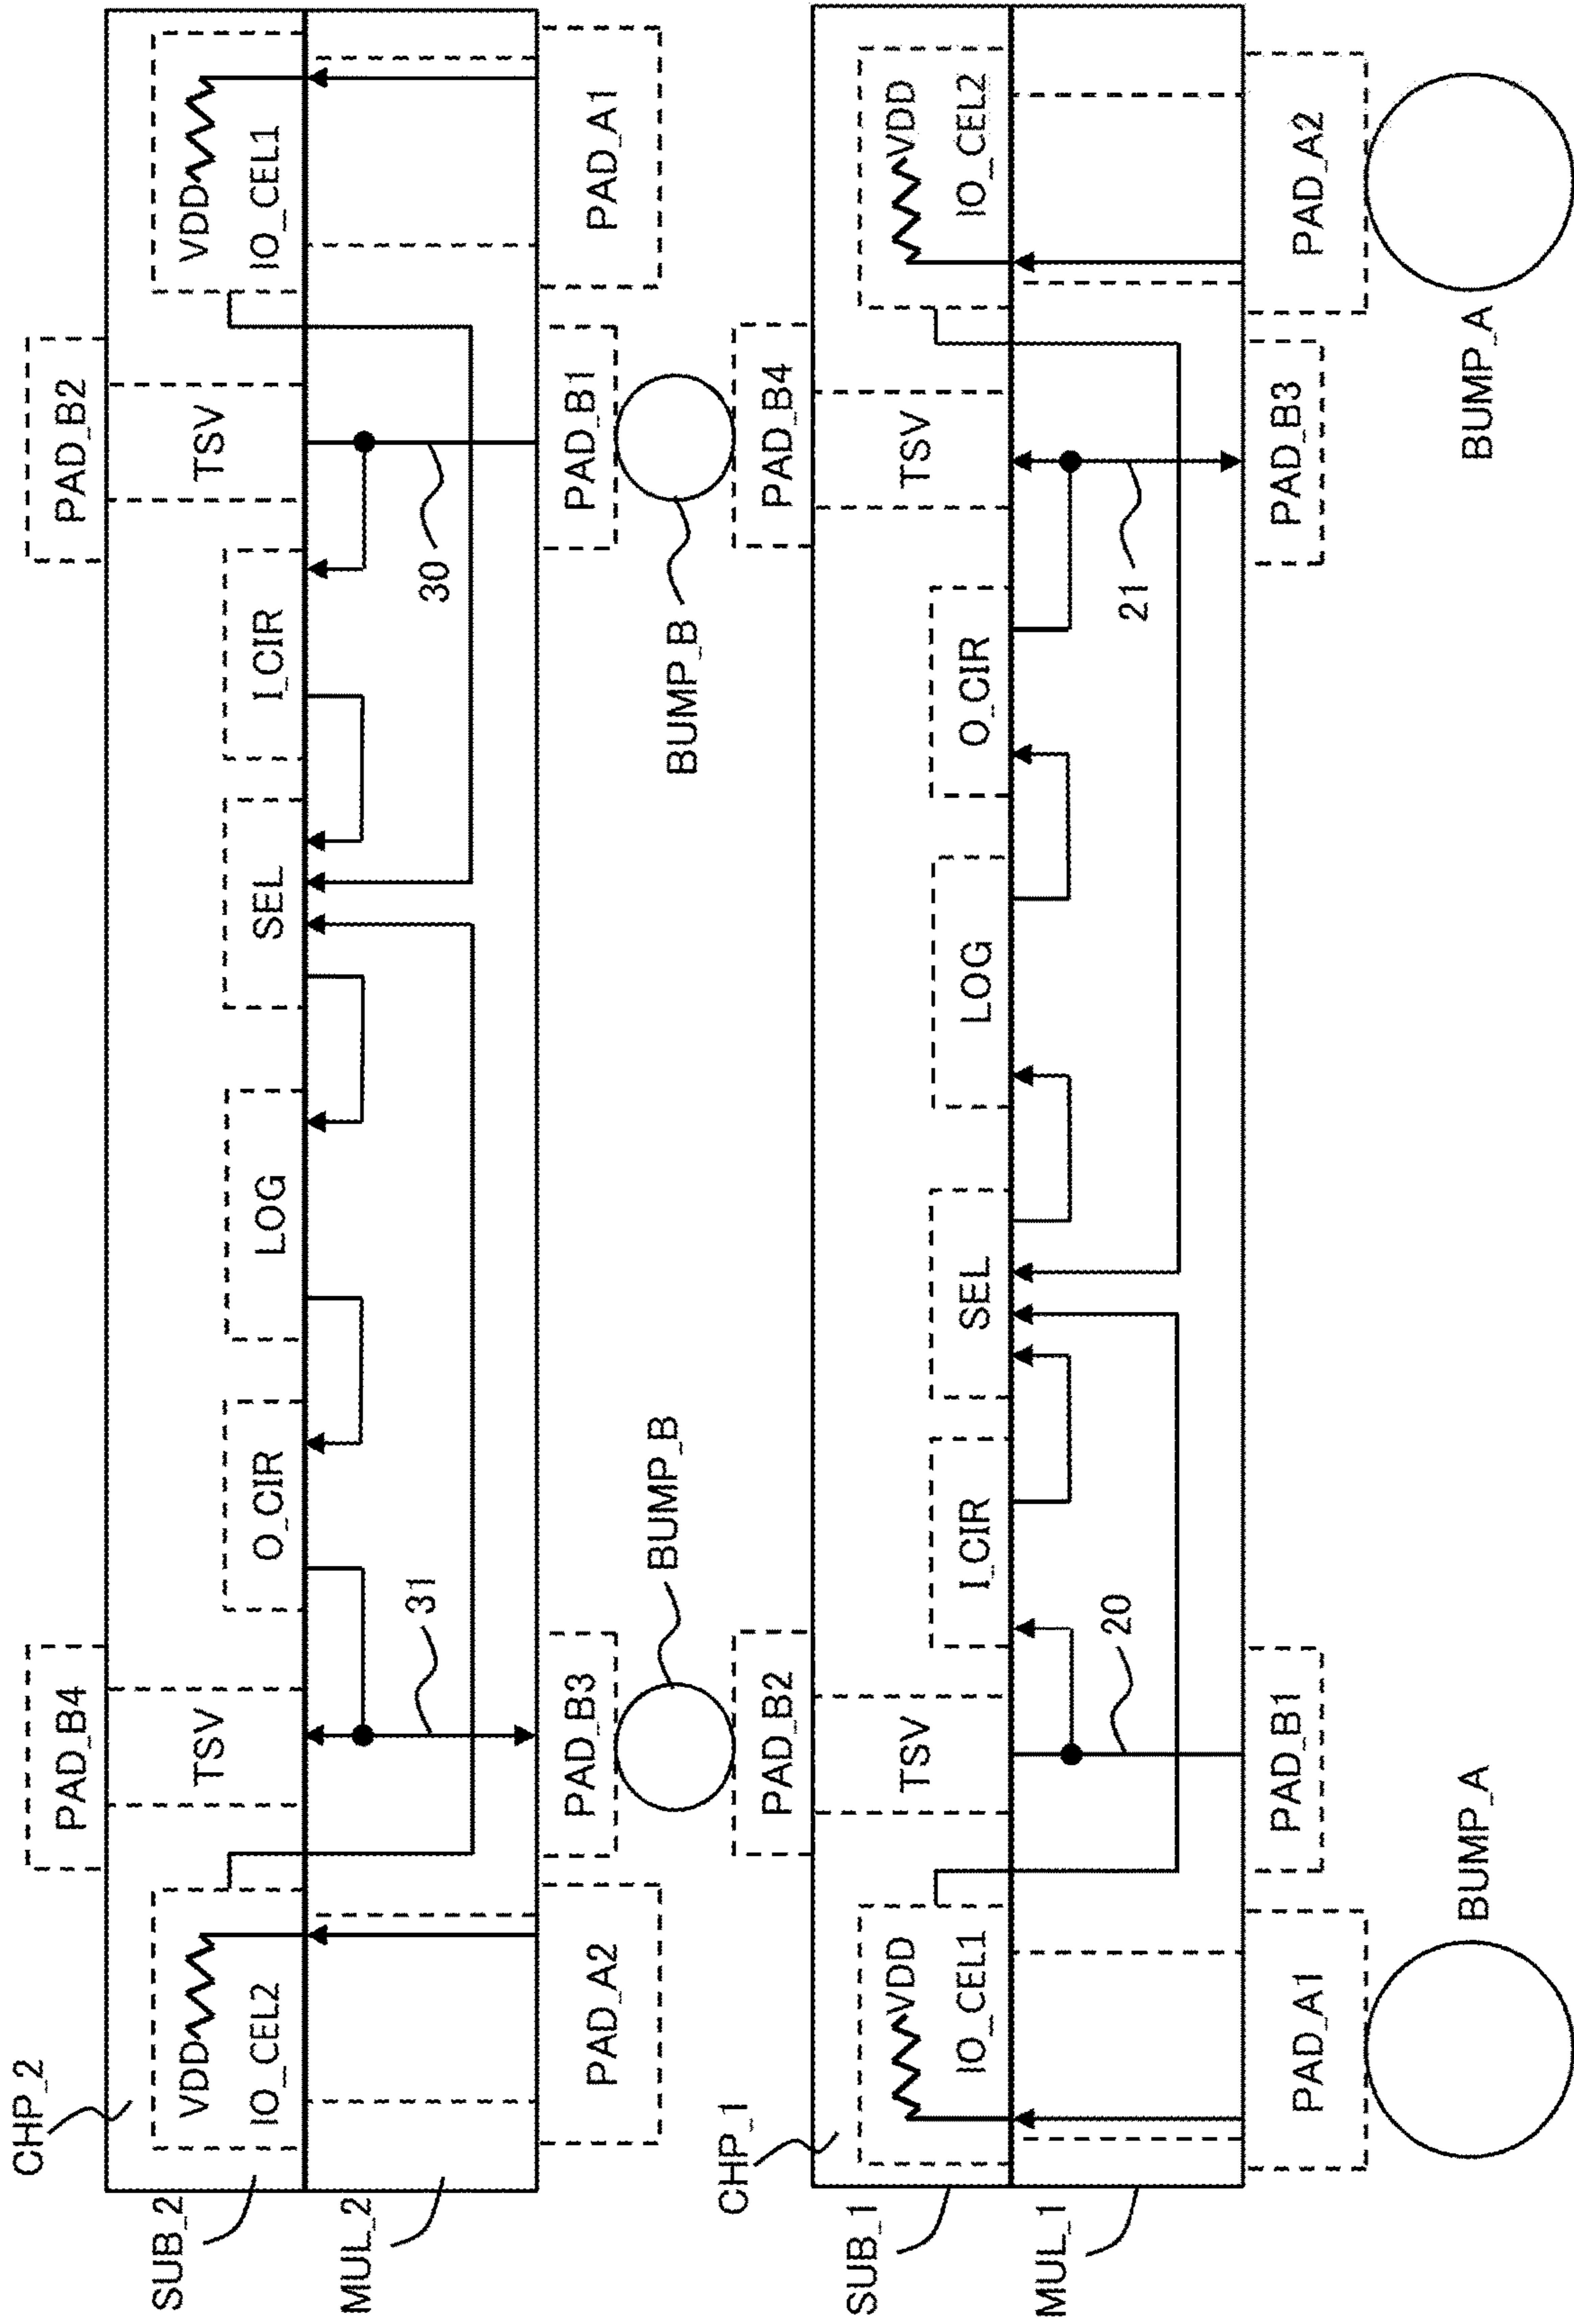 CHP_2
SUB_2
MUL_2
PAD_B4
PAD_B2
VDD
IO_CEL2
TSV
O_CIR
LOG
SEL
I_CIR
TSV
VDD
IO_CEL1
31
30
PAD_A2
PAD_B3
PAD_B1
PAD_A1
BUMP_B
BUMP_B
CHP_1
SUB_1
MUL_1
PAD_B2
PAD_B4
VDD
IO_CEL1
TSV
I_CIR
SEL
LOG
O_CIR
TSV
VDD
IO_CEL2
20
21
PAD_A1
PAD_B1
PAD_B3
PAD_A2
BUMP_A
BUMP_A